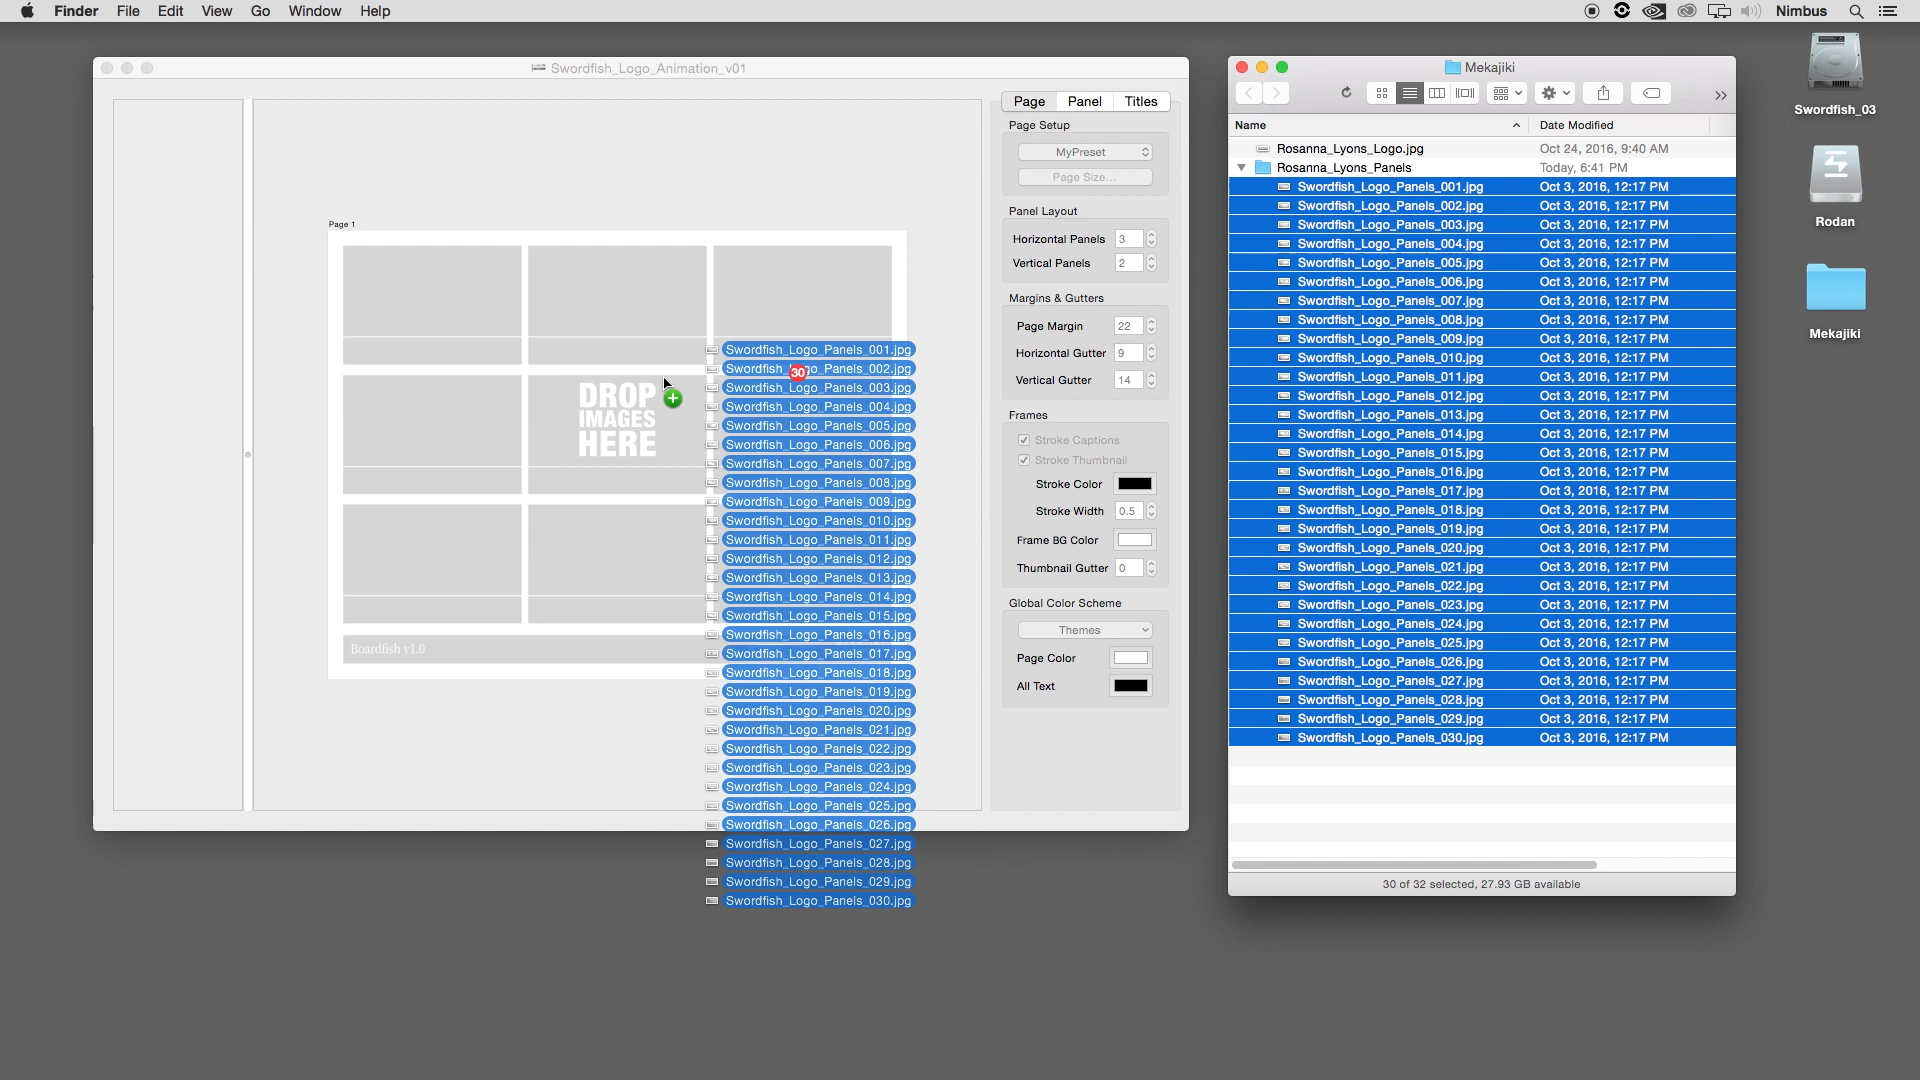 Finder File Edit View Go Window Help
Nimbus
Swordfish_Logo_Animation_v01
Page 1
DROP
IMAGES
HERE
Boardfish v1.0
Swordfish_Logo_Panels_001.jpg
Swordfish_Logo_Panels_002.jpg
30
Swordfish_Logo_Panels_003.jpg
Swordfish_Logo_Panels_004.jpg
Swordfish_Logo_Panels_005.jpg
Swordfish_Logo_Panels_006.jpg
Swordfish_Logo_Panels_007.jpg
Swordfish_Logo_Panels_008.jpg
Swordfish_Logo_Panels_009.jpg
Swordfish_Logo_Panels_010.jpg
Swordfish_Logo_Panels_011.jpg
Swordfish_Logo_Panels_012.jpg
Swordfish_Logo_Panels_013.jpg
Swordfish_Logo_Panels_014.jpg
Swordfish_Logo_Panels_015.jpg
Swordfish_Logo_Panels_016.jpg
Swordfish_Logo_Panels_017.jpg
Swordfish_Logo_Panels_018.jpg
Swordfish_Logo_Panels_019.jpg
Swordfish_Logo_Panels_020.jpg
Swordfish_Logo_Panels_021.jpg
Swordfish_Logo_Panels_022.jpg
Swordfish_Logo_Panels_023.jpg
Swordfish_Logo_Panels_024.jpg
Swordfish_Logo_Panels_025.jpg
Swordfish_Logo_Panels_026.jpg
Swordfish_Logo_Panels_027.jpg
Swordfish_Logo_Panels_028.jpg
Swordfish_Logo_Panels_029.jpg
Swordfish_Logo_Panels_030.jpg
Page Panel Titles
Page Setup
MyPreset
Page Size...
Panel Layout
Horizontal Panels 3
Vertical Panels 2
Margins & Gutters
Page Margin 22
Horizontal Gutter 9
Vertical Gutter 14
Frames
Stroke Captions
Stroke Thumbnail
Stroke Color
Stroke Width 0.5
Frame BG Color
Thumbnail Gutter 0
Global Color Scheme
Themes
Page Color
All Text
Mekajiki
Name Date Modified
Rosanna_Lyons_Logo.jpg Oct 24, 2016, 9:40 AM
Rosanna_Lyons_Panels Today, 6:41 PM
Swordfish_Logo_Panels_001.jpg Oct 3, 2016, 12:17 PM
Swordfish_Logo_Panels_002.jpg Oct 3, 2016, 12:17 PM
Swordfish_Logo_Panels_003.jpg Oct 3, 2016, 12:17 PM
Swordfish_Logo_Panels_004.jpg Oct 3, 2016, 12:17 PM
Swordfish_Logo_Panels_005.jpg Oct 3, 2016, 12:17 PM
Swordfish_Logo_Panels_006.jpg Oct 3, 2016, 12:17 PM
Swordfish_Logo_Panels_007.jpg Oct 3, 2016, 12:17 PM
Swordfish_Logo_Panels_008.jpg Oct 3, 2016, 12:17 PM
Swordfish_Logo_Panels_009.jpg Oct 3, 2016, 12:17 PM
Swordfish_Logo_Panels_010.jpg Oct 3, 2016, 12:17 PM
Swordfish_Logo_Panels_011.jpg Oct 3, 2016, 12:17 PM
Swordfish_Logo_Panels_012.jpg Oct 3, 2016, 12:17 PM
Swordfish_Logo_Panels_013.jpg Oct 3, 2016, 12:17 PM
Swordfish_Logo_Panels_014.jpg Oct 3, 2016, 12:17 PM
Swordfish_Logo_Panels_015.jpg Oct 3, 2016, 12:17 PM
Swordfish_Logo_Panels_016.jpg Oct 3, 2016, 12:17 PM
Swordfish_Logo_Panels_017.jpg Oct 3, 2016, 12:17 PM
Swordfish_Logo_Panels_018.jpg Oct 3, 2016, 12:17 PM
Swordfish_Logo_Panels_019.jpg Oct 3, 2016, 12:17 PM
Swordfish_Logo_Panels_020.jpg Oct 3, 2016, 12:17 PM
Swordfish_Logo_Panels_021.jpg Oct 3, 2016, 12:17 PM
Swordfish_Logo_Panels_022.jpg Oct 3, 2016, 12:17 PM
Swordfish_Logo_Panels_023.jpg Oct 3, 2016, 12:17 PM
Swordfish_Logo_Panels_024.jpg Oct 3, 2016, 12:17 PM
Swordfish_Logo_Panels_025.jpg Oct 3, 2016, 12:17 PM
Swordfish_Logo_Panels_026.jpg Oct 3, 2016, 12:17 PM
Swordfish_Logo_Panels_027.jpg Oct 3, 2016, 12:17 PM
Swordfish_Logo_Panels_028.jpg Oct 3, 2016, 12:17 PM
Swordfish_Logo_Panels_029.jpg Oct 3, 2016, 12:17 PM
Swordfish_Logo_Panels_030.jpg Oct 3, 2016, 12:17 PM
30 of 32 selected, 27.93 GB available
Swordfish_03
Rodan
Mekajiki